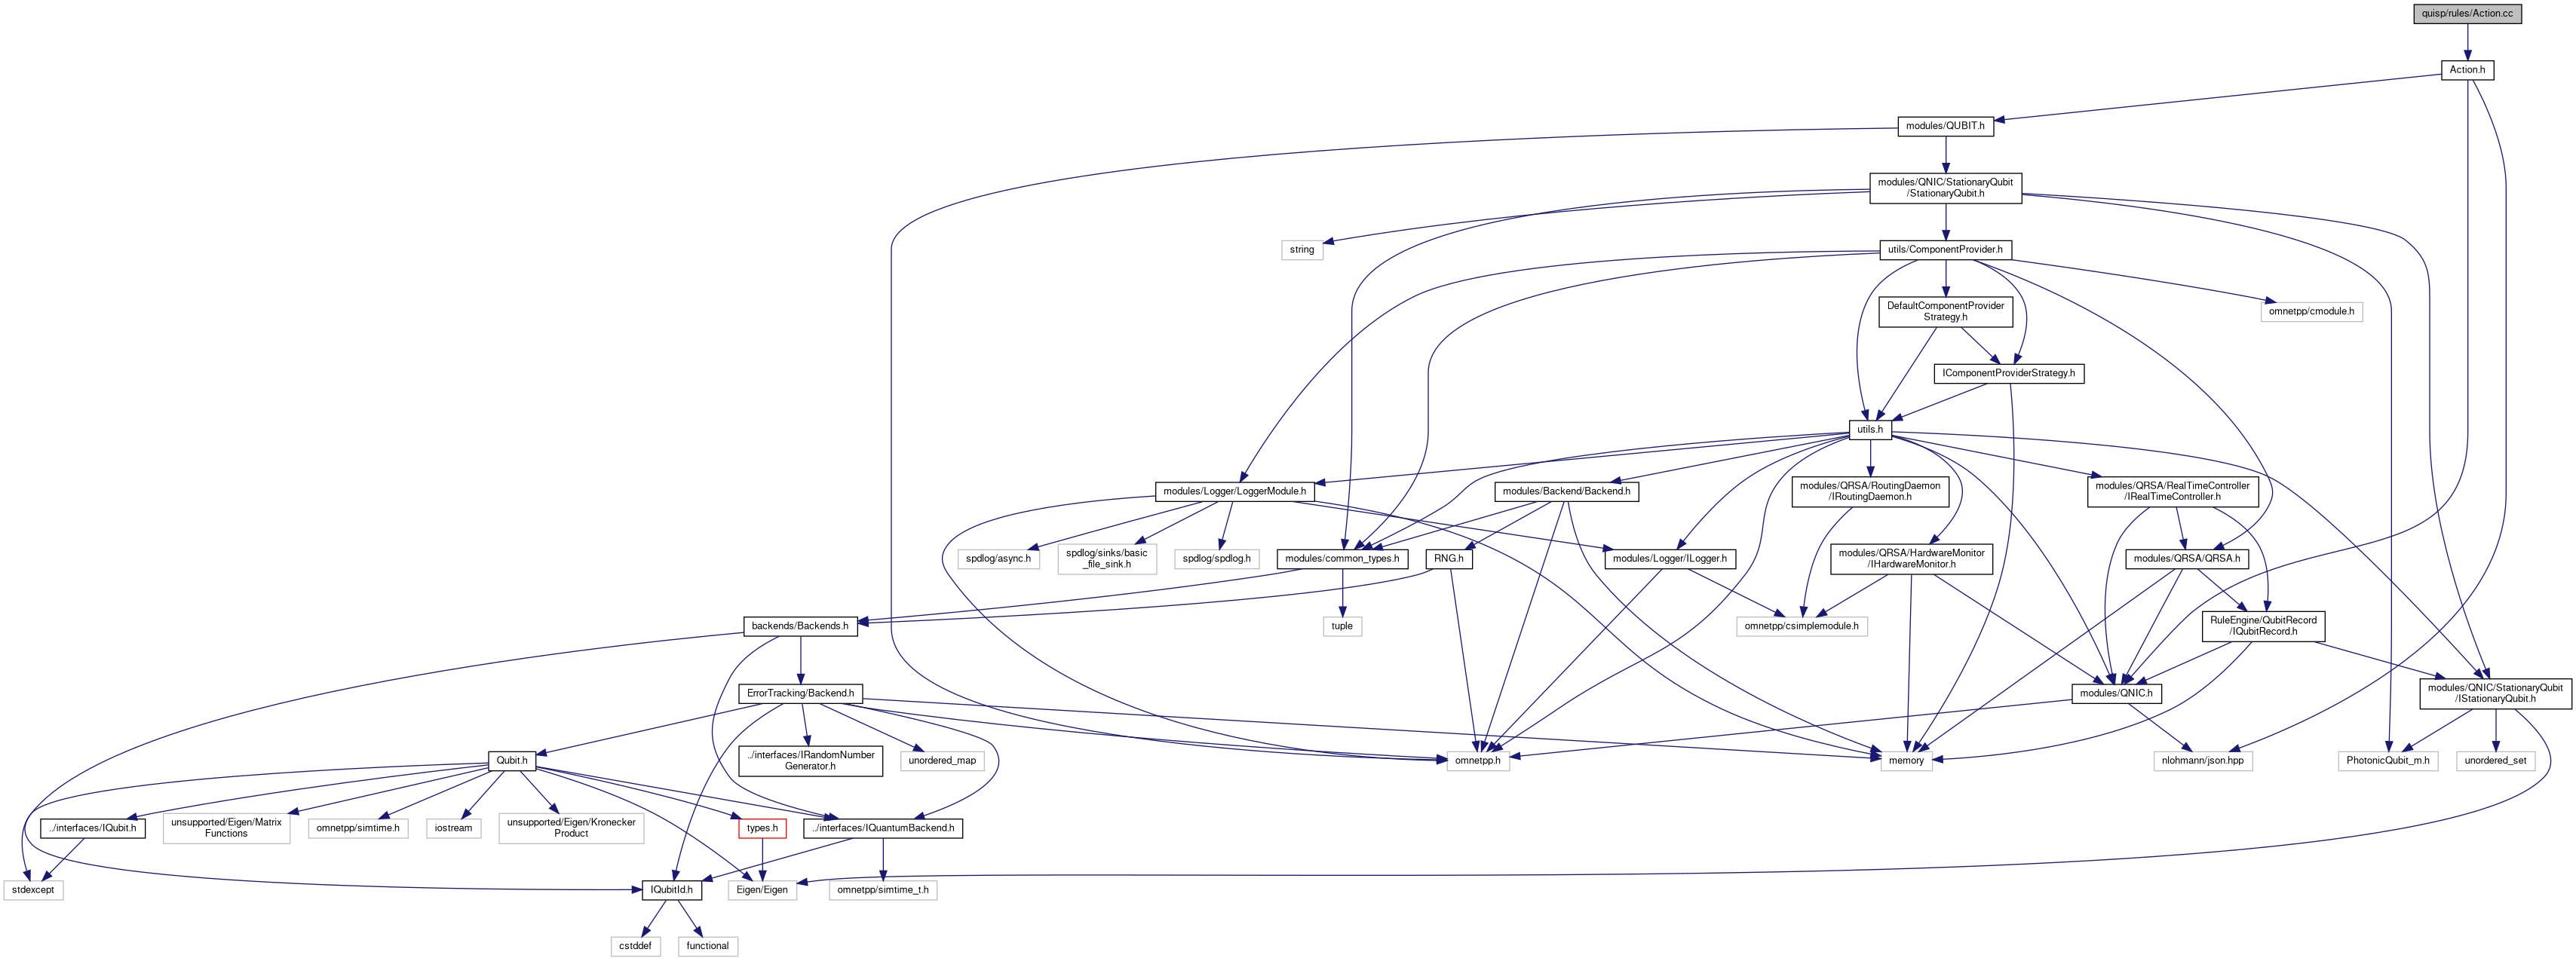 quisp/rules/Action.cc
Action.h
modules/QUBIT.h
modules/QNIC/StationaryQubit
/StationaryQubit.h
string
utils/ComponentProvider.h
DefaultComponentProvider
Strategy.h
omnetpp/cmodule.h
IComponentProviderStrategy.h
utils.h
modules/Logger/LoggerModule.h
modules/Backend/Backend.h
modules/QRSA/RoutingDaemon
/IRoutingDaemon.h
modules/QRSA/RealTimeController
/IRealTimeController.h
spdlog/async.h
spdlog/sinks/basic
_file_sink.h
spdlog/spdlog.h
modules/common_types.h
RNG.h
modules/Logger/ILogger.h
modules/QRSA/HardwareMonitor
/IHardwareMonitor.h
modules/QRSA/QRSA.h
backends/Backends.h
tuple
omnetpp/csimplemodule.h
RuleEngine/QubitRecord
/IQubitRecord.h
ErrorTracking/Backend.h
modules/QNIC.h
modules/QNIC/StationaryQubit
/IStationaryQubit.h
Qubit.h
../interfaces/IRandomNumber
Generator.h
unordered_map
omnetpp.h
memory
nlohmann/json.hpp
PhotonicQubit_m.h
unordered_set
../interfaces/IQubit.h
unsupported/Eigen/Matrix
Functions
omnetpp/simtime.h
iostream
unsupported/Eigen/Kronecker
Product
types.h
../interfaces/IQuantumBackend.h
stdexcept
IQubitId.h
Eigen/Eigen
omnetpp/simtime_t.h
cstddef
functional